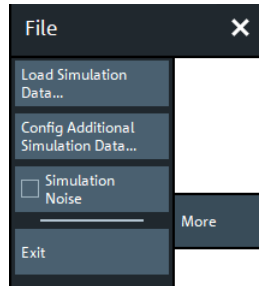 File
Load Simulation
Data...
Config Additional
Simulation Data...
Simulation
Noise
More
Exit